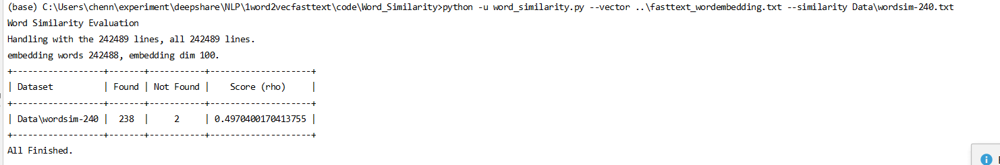 (base) C:\Users\chenn\experiment\deepshare\NLP\1word2vecfasttext\code\Word_Similarity>python -u word_similarity.py --vector ..\fasttext_wordembedding.txt --similarity Data\wordsim-240.txt
Word Similarity Evaluation
Handling with the 242489 lines, all 242489 lines.
embedding words 242488, embedding dim 100.
+------------------+-------+-----------+--------------------+
| Dataset          | Found | Not Found |    Score (rho)     |
+------------------+-------+-----------+--------------------+
| Data\wordsim-240 |  238  |     2     | 0.4970400170413755 |
+------------------+-------+-----------+--------------------+
All Finished.